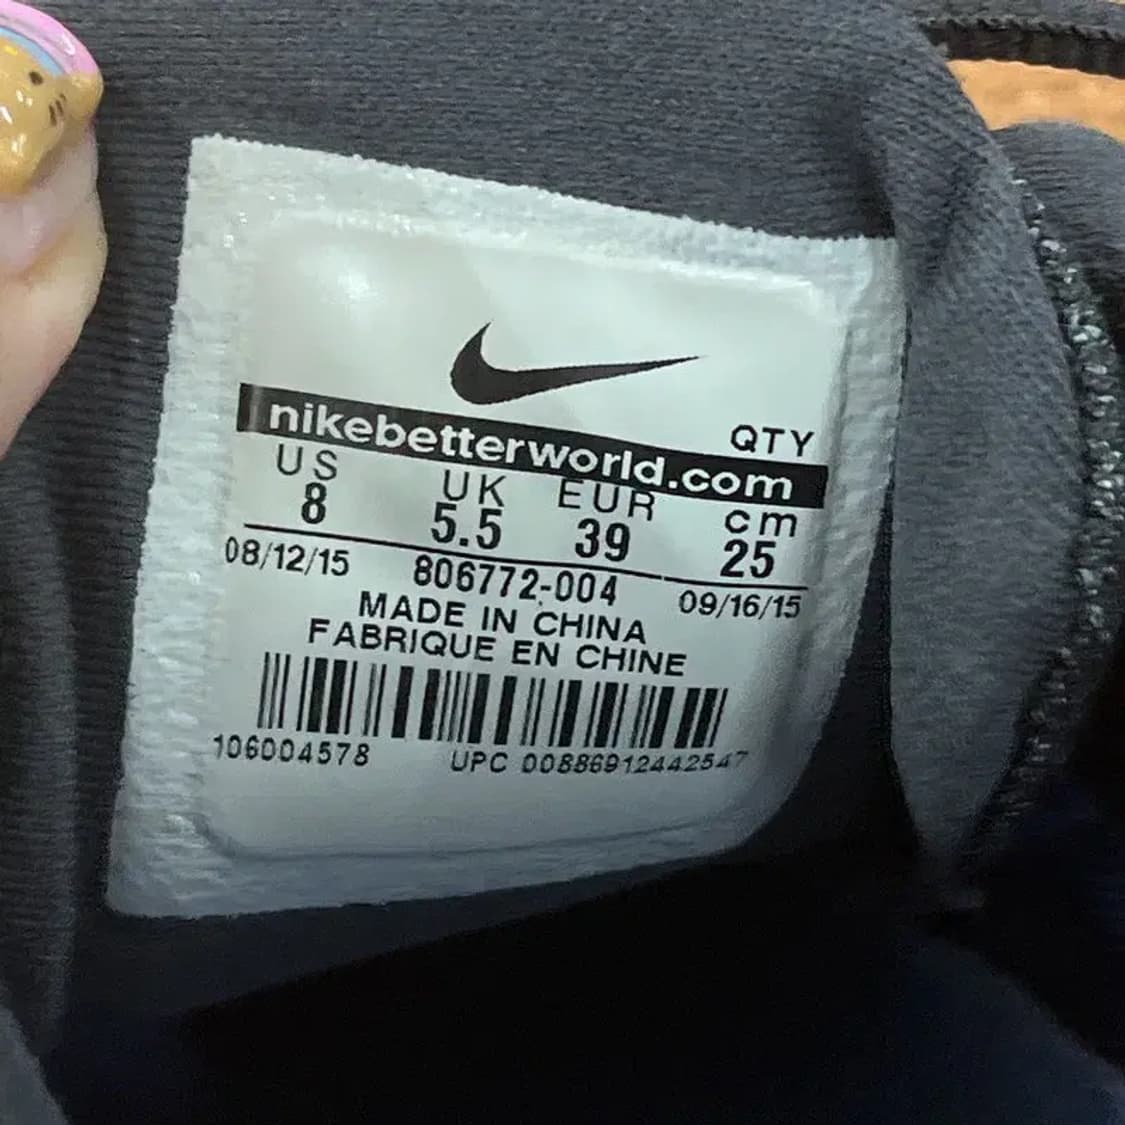 QTY
nikebetterworld.com
US UK EUR cm
8 5.5 39 25
08/12/15 806772-004 09/16/15
MADE IN CHINA
FABRIQUE EN CHINE
106004578 UPC 00886912442547